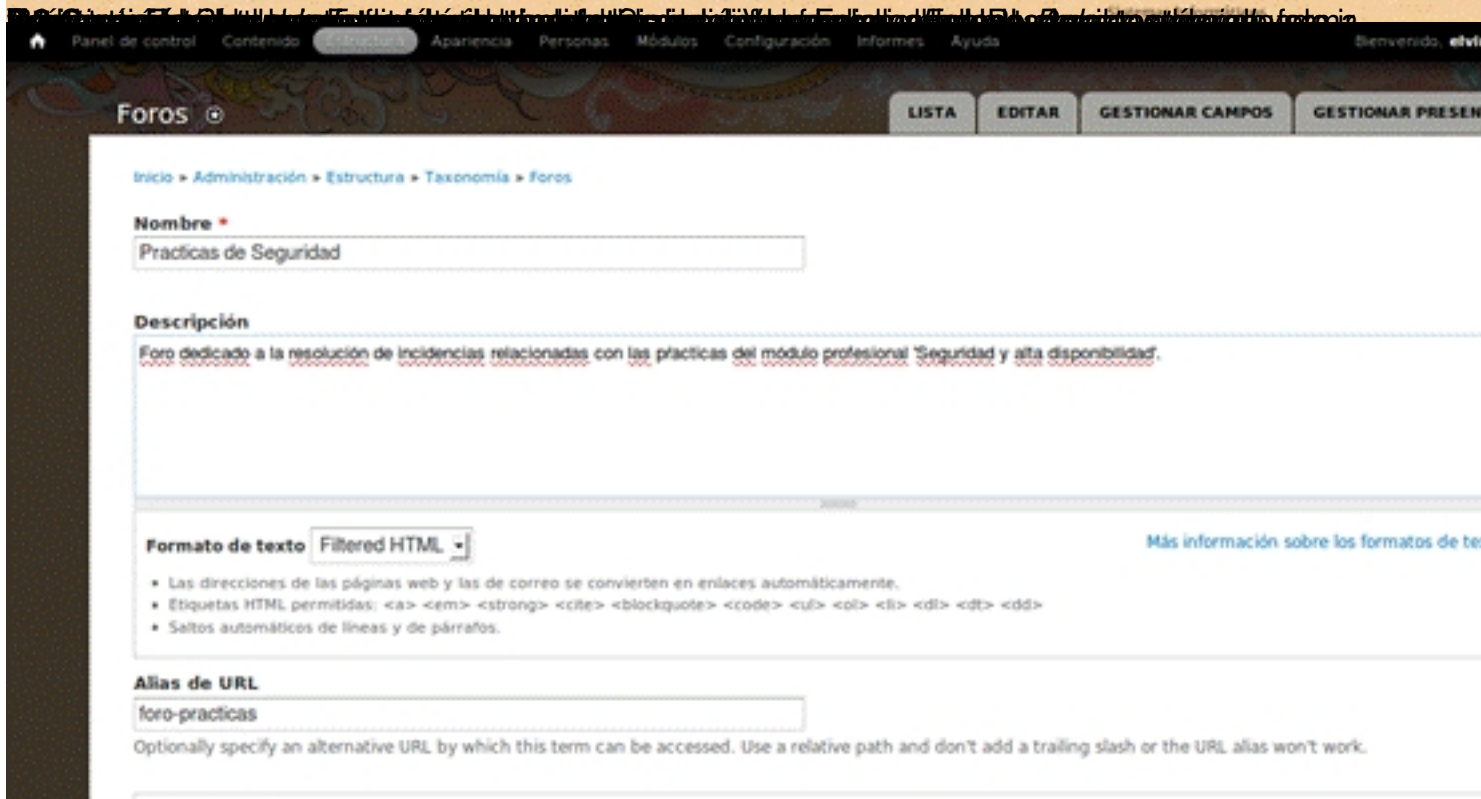 Panel de control Contenido Estructura Apariencia Personas Módulos Configuración Informes Ayuda Bienvenido, elvi
Foros
LISTA EDITAR GESTIONAR CAMPOS GESTIONAR PRESEN
Inicio » Administración » Estructura » Taxonomía » Foros
Nombre *
Practicas de Seguridad
Descripción
Foro dedicado a la resolución de incidencias relacionadas con las practicas del módulo profesional 'Seguridad y alta disponibilidad'.
Formato de texto Filtered HTML Más información sobre los formatos de te
• Las direcciones de las páginas web y las de correo se convierten en enlaces automáticamente.
• Etiquetas HTML permitidas: <a> <em> <strong> <cite> <blockquote> <code> <ul> <ol> <li> <dl> <dt> <dd>
• Saltos automáticos de líneas y de párrafos.
Alias de URL
foro-practicas
Optionally specify an alternative URL by which this term can be accessed. Use a relative path and don't add a trailing slash or the URL alias won't work.